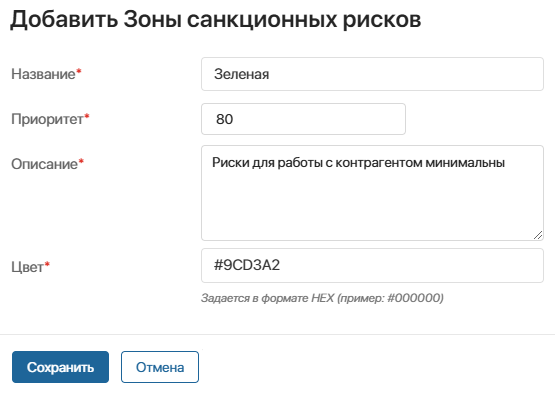 Добавить Зоны санкционных рисков
Название*
Зеленая
Приоритет*
80
Описание*
Риски для работы с контрагентом минимальны
Цвет*
#9CD3A2
Задается в формате HEX (пример: #000000)
Сохранить
Отмена